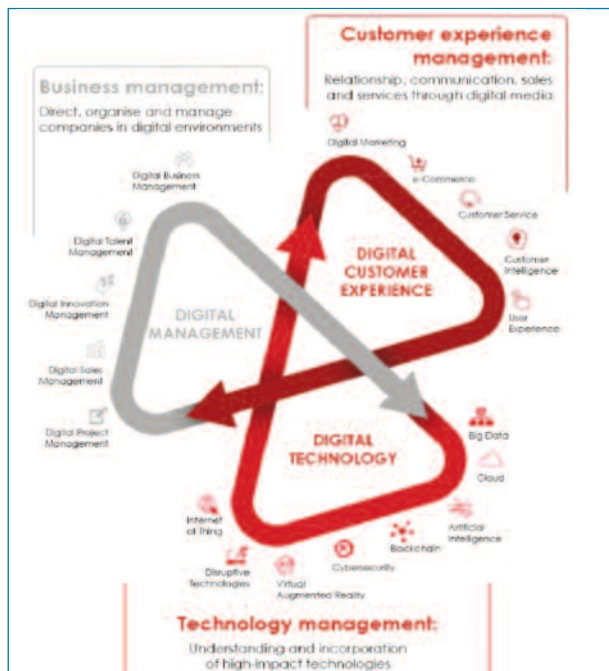 Customer experience
management:
Relationship, communication, sales
and services through digital media
Business management:
Direct, organise and manage
companies in digital environments
Digital Marketing
e-Commerce
Customer Service
Customer
Intelligence
User
Experience
Digital Business
Management
Digital Talent
Management
Digital Innovation
Management
Digital Sales
Management
Digital Project
Management
DIGITAL
CUSTOMER
EXPERIENCE
DIGITAL
MANAGEMENT
DIGITAL
TECHNOLOGY
Big Data
Cloud
Artificial
Intelligence
Blockchain
Cybersecurity
Virtual
Augmented Reality
Disruptive
Technologies
Internet
of Thing
Technology management:
Understanding and incorporation
of high-impact technologies